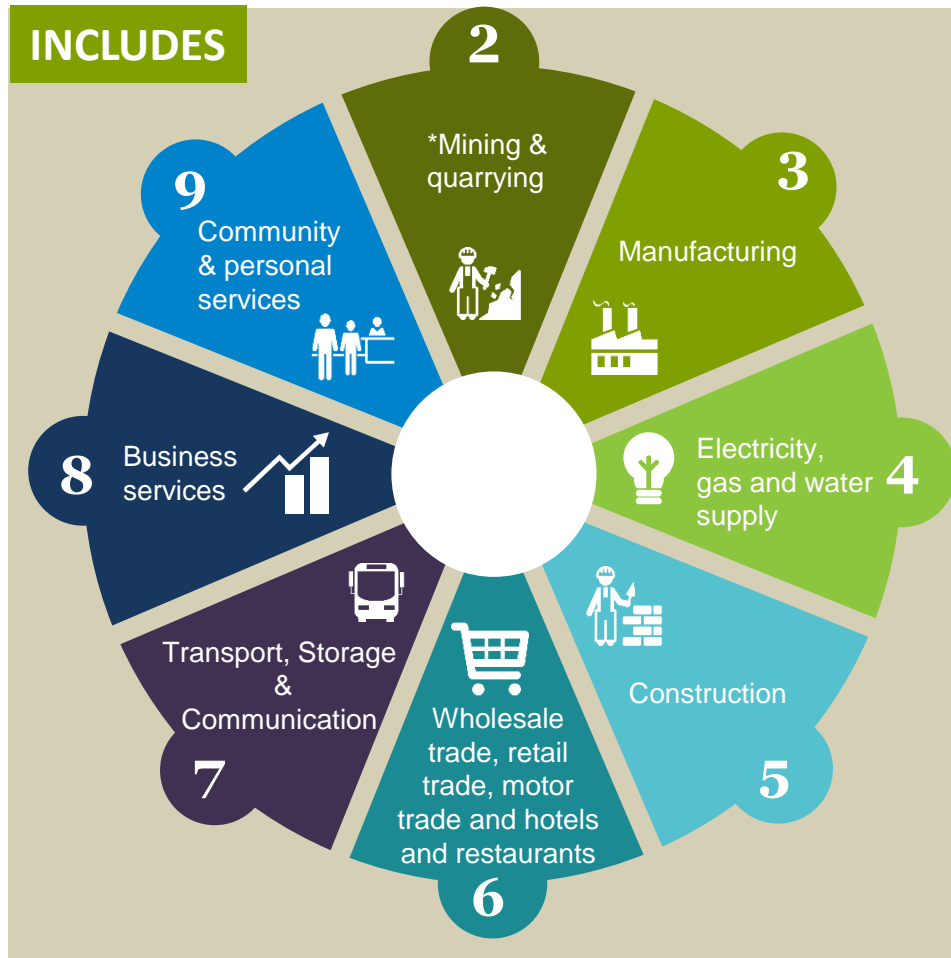 INCLUDES
2
*Mining &
quarrying
3
Manufacturing
4
Electricity,
gas and water
supply
5
Construction
6
Wholesale
trade, retail
trade, motor
trade and hotels
and restaurants
7
Transport, Storage
&
Communication
8
Business
services
9
Community
& personal
services